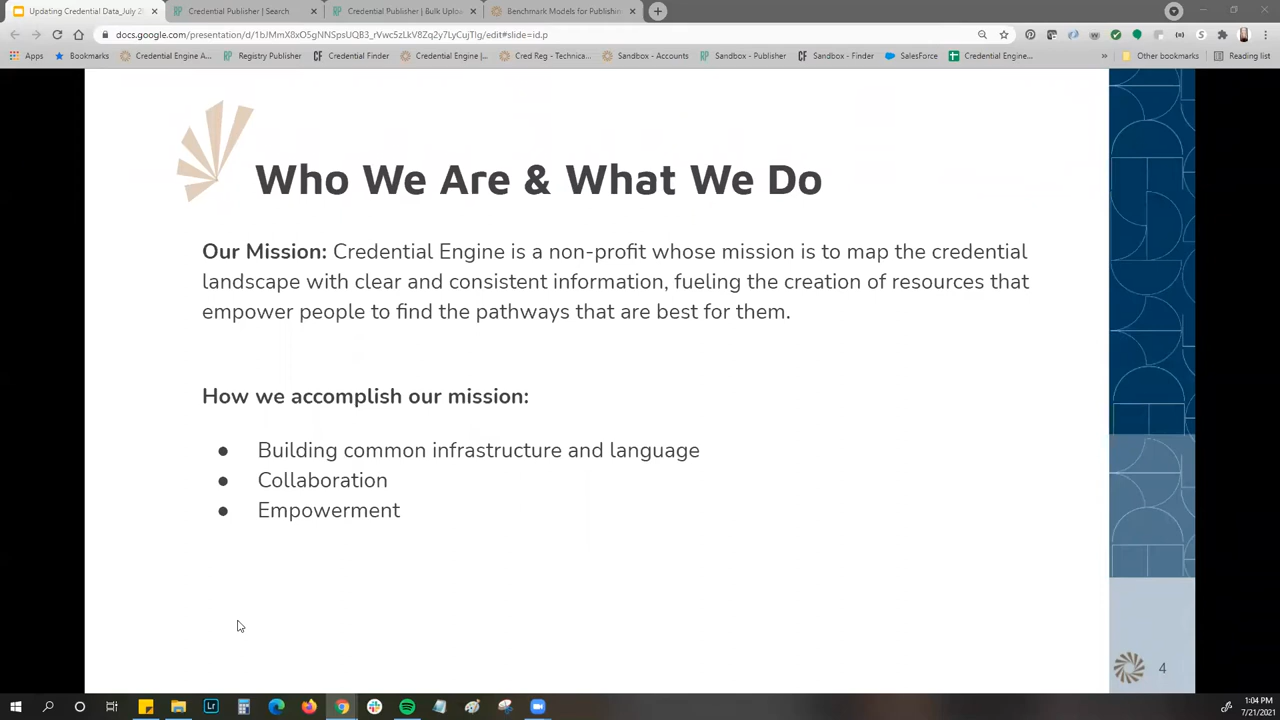 Updating Credential Data_July 2
Credential Publisher | Search
Credential Publisher | Bulk Uploa
Benchmark Models for Publishin
docs.google.com/presentation/d/1bJMmX8xO5gNNSpsUQB3_rVwc5zLkV8Zq2y7LyCujTIg/edit#slide=id.p
Apps
Bookmarks
Credential Engine A...
Registry Publisher
Credential Finder
Credential Engine |...
Cred Reg - Technica...
Sandbox - Accounts
Sandbox - Publisher
Sandbox - Finder
SalesForce
Credential Engine...
Other bookmarks
Reading list
Who We Are & What We Do
Our Mission: Credential Engine is a non-profit whose mission is to map the credential
landscape with clear and consistent information, fueling the creation of resources that
empower people to find the pathways that are best for them.
How we accomplish our mission:
● Building common infrastructure and language
● Collaboration
● Empowerment
4
1:04 PM
7/21/2021